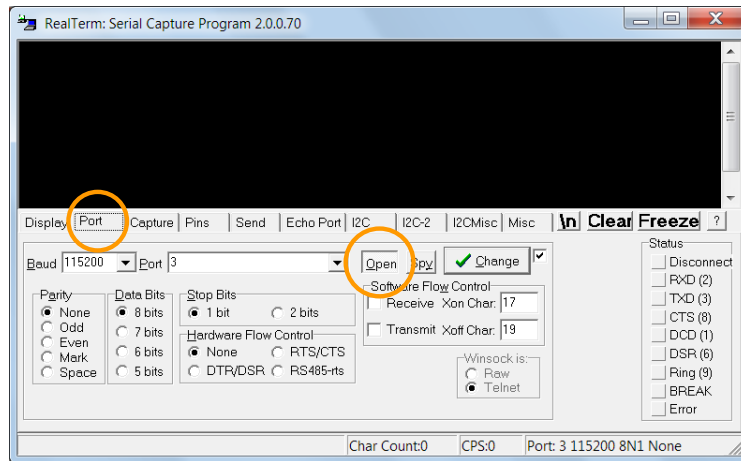 RealTerm: Serial Capture Program 2.0.0.70
Display Port Capture Pins Send Echo Port I2C I2C-2 I2CMisc Misc \n Clear Freeze ?
Baud 115200 Port 3 Open Spy Change
Status
Disconnect
RXD (2)
TXD (3)
CTS (8)
DCD (1)
DSR (6)
Ring (9)
BREAK
Error
Parity
None
Odd
Even
Mark
Space
Data Bits
8 bits
7 bits
6 bits
5 bits
Stop Bits
1 bit 2 bits
Hardware Flow Control
None RTS/CTS
DTR/DSR RS485-rts
Software Flow Control
Receive Xon Char: 17
Transmit Xoff Char: 19
Winsock is:
Raw
Telnet
Char Count:0 CPS:0 Port: 3 115200 8N1 None